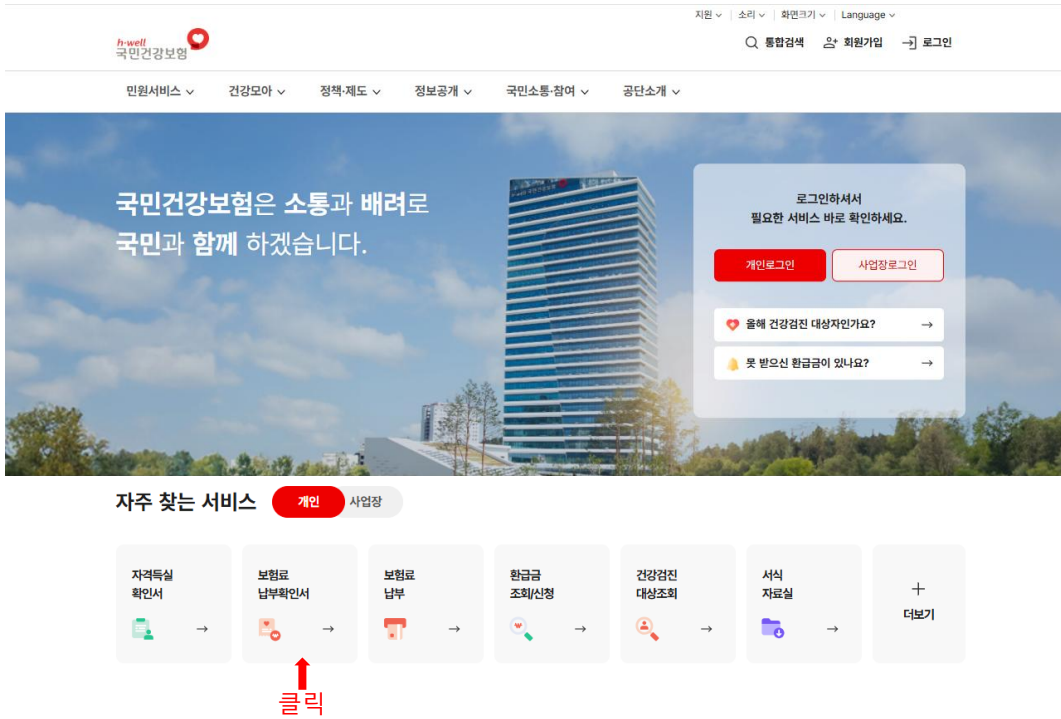 지원 소리 화면크기 Language
h·well
국민건강보험
통합검색 회원가입 로그인
민원서비스 건강모아 정책·제도 정보공개 국민소통·참여 공단소개
국민건강보험은 소통과 배려로
국민과 함께 하겠습니다.
로그인하셔서
필요한 서비스 바로 확인하세요.
개인로그인 사업장로그인
올해 건강검진 대상자인가요?
못 받으신 환급금이 있나요?
자주 찾는 서비스 개인 사업장
자격득실
확인서
보험료
납부확인서
보험료
납부
환급금
조회/신청
건강검진
대상조회
서식
자료실
더보기
클릭